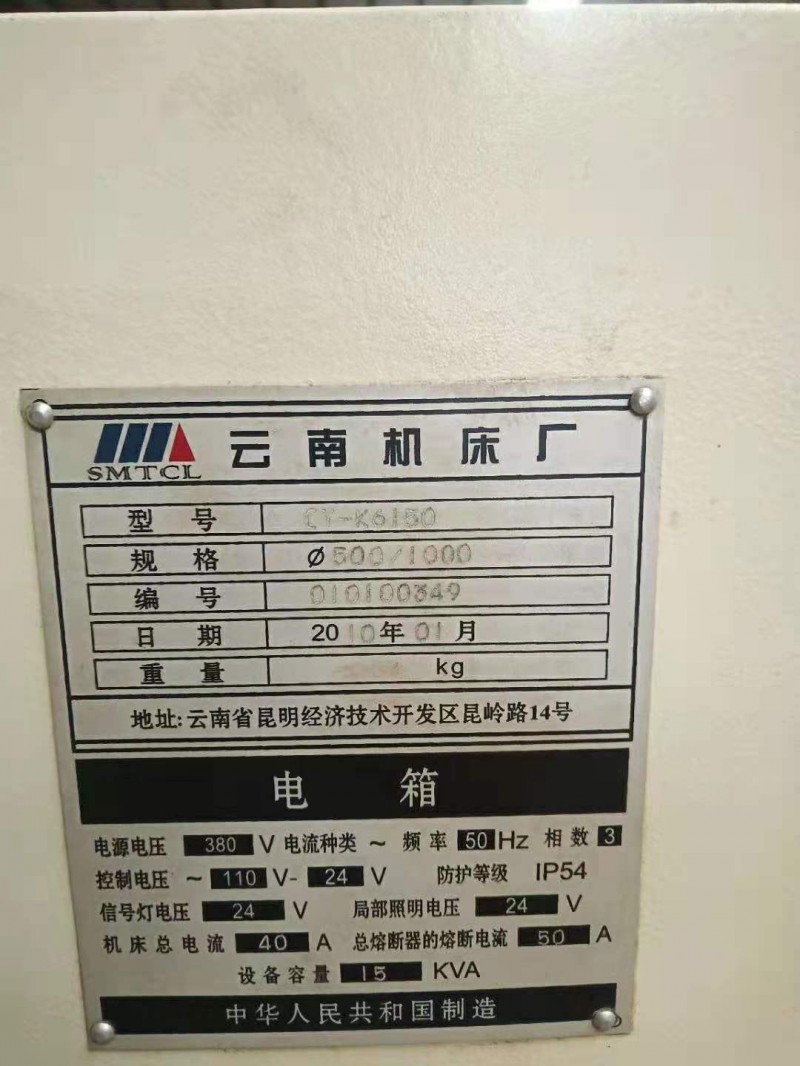 SMTCL 云南机床厂
型号 CY-K6150
规格 Ø500/1000
编号 010100349
日期 2010年01月
重量 kg
地址:云南省昆明经济技术开发区昆岭路14号
电箱
电源电压 380 V 电流种类 ~ 频率 50 Hz 相数 3
控制电压 ~ 110 V- 24 V 防护等级 IP54
信号灯电压 24 V 局部照明电压 24 V
机床总电流 40 A 总熔断器的熔断电流 50 A
设备容量 15 KVA
中华人民共和国制造